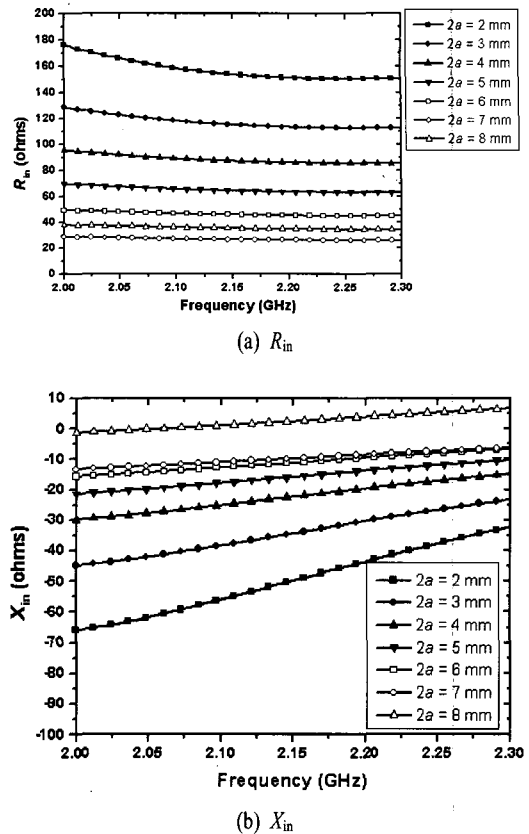 200
180
160
140
120
100
80
60
40
20
0
R_in (ohms)
2.00 2.05 2.10 2.15 2.20 2.25 2.30
Frequency (GHz)
2a = 2 mm
2a = 3 mm
2a = 4 mm
2a = 5 mm
2a = 6 mm
2a = 7 mm
2a = 8 mm
(a) R_in
10
0
-10
-20
-30
-40
-50
-60
-70
-80
-90
-100
X_in (ohms)
2.00 2.05 2.10 2.15 2.20 2.25 2.30
Frequency (GHz)
2a = 2 mm
2a = 3 mm
2a = 4 mm
2a = 5 mm
2a = 6 mm
2a = 7 mm
2a = 8 mm
(b) X_in